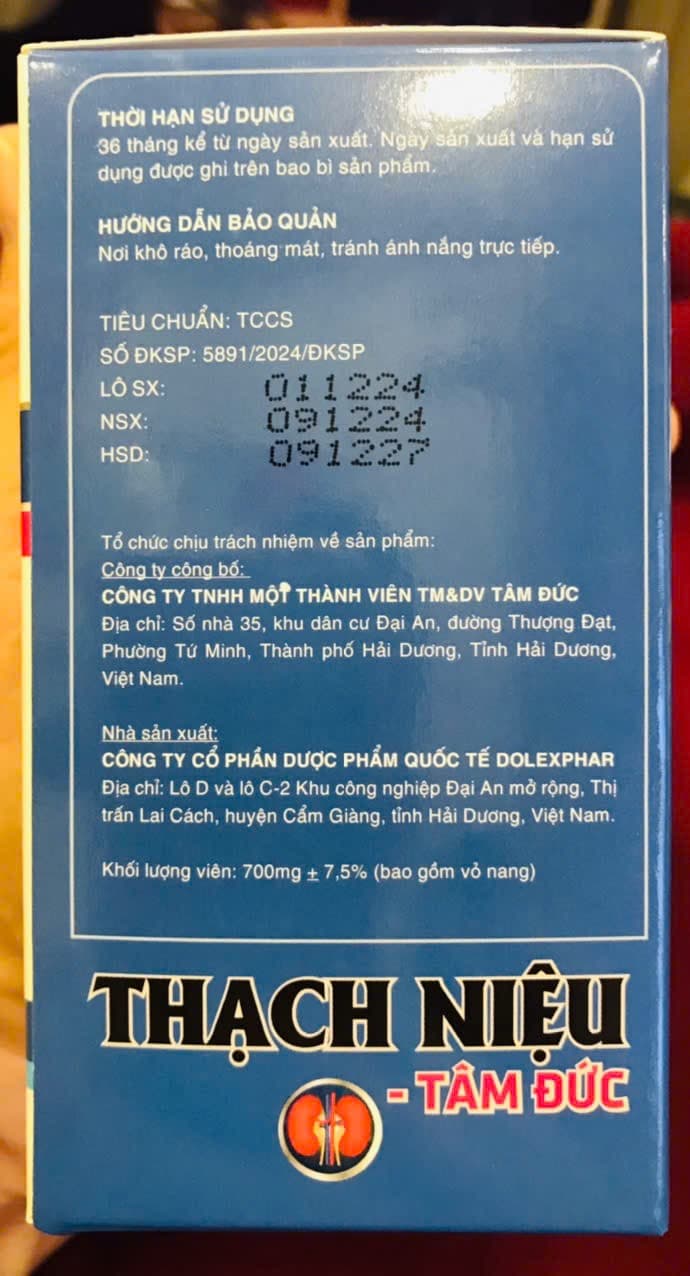 THỜI HẠN SỬ DỤNG
36 tháng kể từ ngày sản xuất. Ngày sản xuất và hạn sử
dụng được ghi trên bao bì sản phẩm.
HƯỚNG DẪN BẢO QUẢN
Nơi khô ráo, thoáng mát, tránh ánh nắng trực tiếp.
TIÊU CHUẨN: TCCS
SỐ ĐKSP: 5891/2024/ĐKSP
LÔ SX: 011224
NSX: 091224
HSD: 091227
Tổ chức chịu trách nhiệm về sản phẩm:
Công ty công bố:
CÔNG TY TNHH MỘT THÀNH VIÊN TM&DV TÂM ĐỨC
Địa chỉ: Số nhà 35, khu dân cư Đại An, đường Thượng Đạt,
Phường Tứ Minh, Thành phố Hải Dương, Tỉnh Hải Dương,
Việt Nam.
Nhà sản xuất:
CÔNG TY CỔ PHẦN DƯỢC PHẨM QUỐC TẾ DOLEXPHAR
Địa chỉ: Lô D và lô C-2 Khu công nghiệp Đại An mở rộng, Thị
trấn Lai Cách, huyện Cẩm Giàng, tỉnh Hải Dương, Việt Nam.
Khối lượng viên: 700mg ± 7,5% (bao gồm vỏ nang)
THẠCH NIỆU
- TÂM ĐỨC